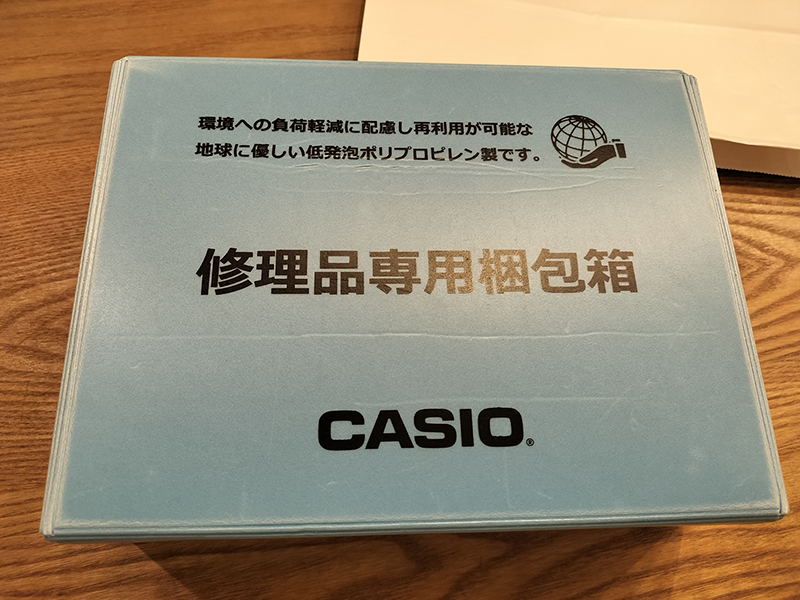 環境への負荷軽減に配慮し再利用が可能な
地球に優しい低発泡ポリプロピレン製です。
修理品専用梱包箱
CASIO®